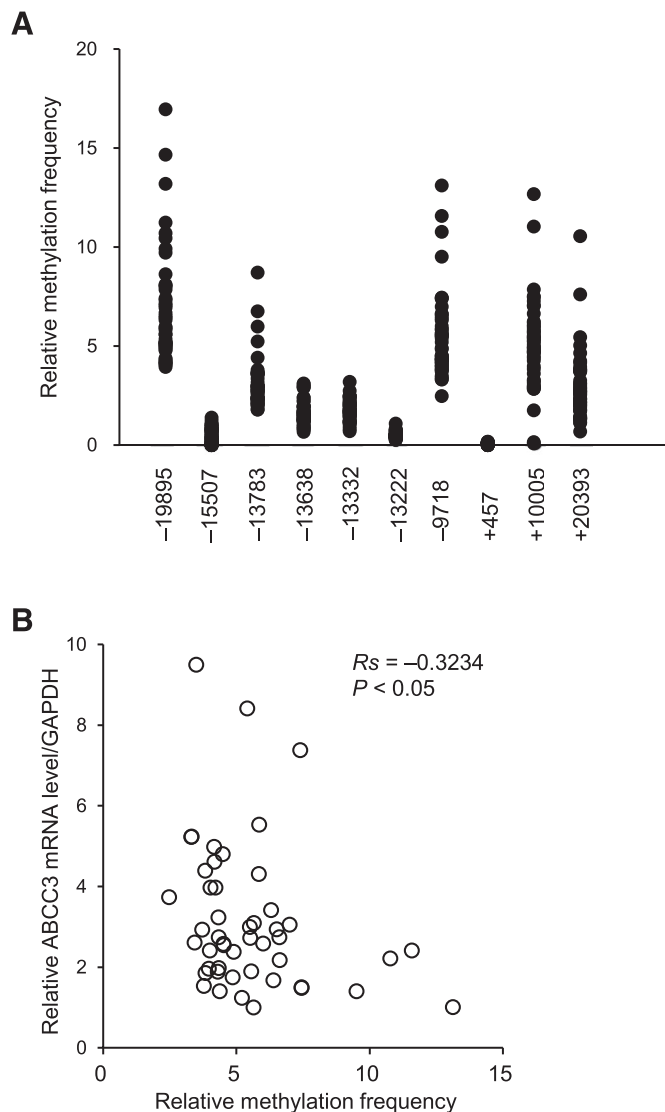 A
Relative methylation frequency
20
15
10
5
0
–19895
–15507
–13783
–13638
–13332
–13222
–9718
+457
+10005
+20393
B
Relative ABCC3 mRNA level/GAPDH
10
8
6
4
2
0
Rs = –0.3234
P < 0.05
0 5 10 15
Relative methylation frequency